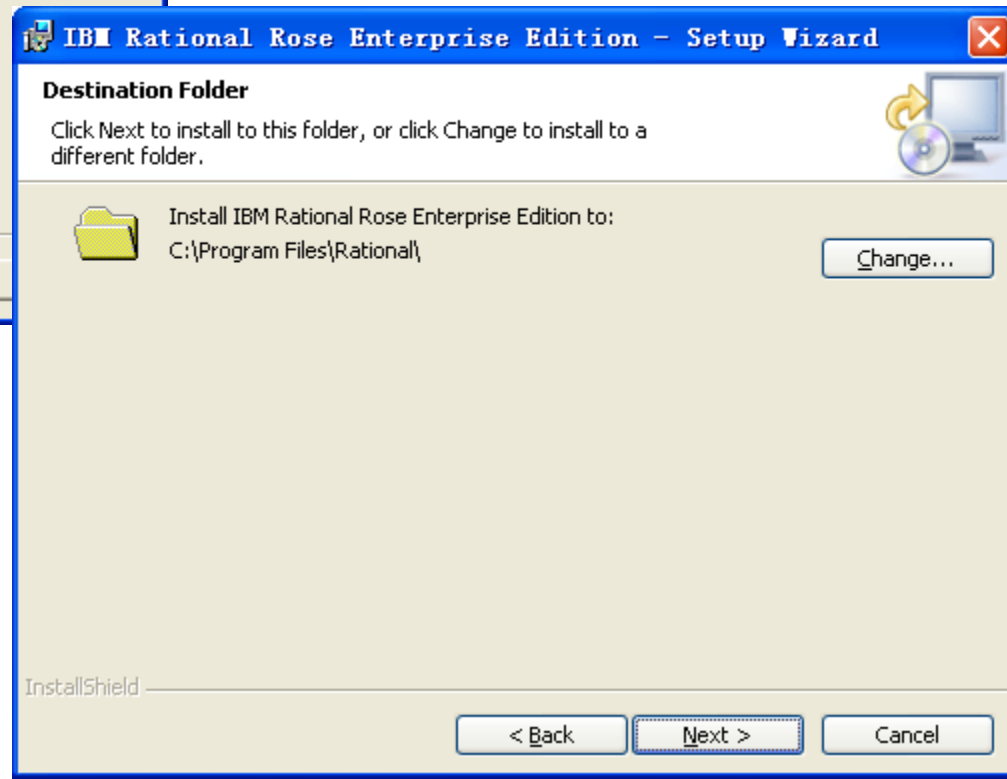 IBM Rational Rose Enterprise Edition - Setup Wizard
Destination Folder
Click Next to install to this folder, or click Change to install to a
different folder.
Install IBM Rational Rose Enterprise Edition to:
C:\Program Files\Rational\
Change...
InstallShield
< Back
Next >
Cancel